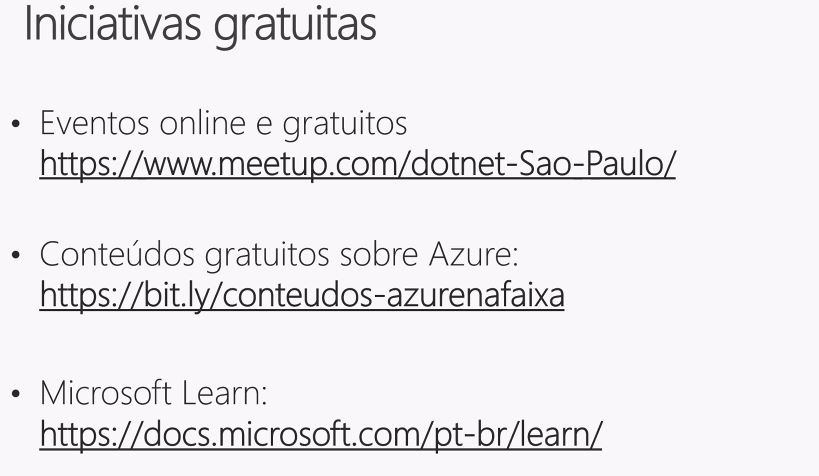 Iniciativas gratuitas
• Eventos online e gratuitos
https://www.meetup.com/dotnet-Sao-Paulo/
• Conteúdos gratuitos sobre Azure:
https://bit.ly/conteudos-azurenafaixa
• Microsoft Learn:
https://docs.microsoft.com/pt-br/learn/